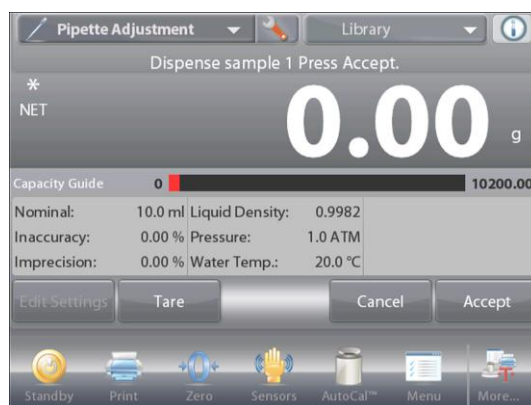 Pipette Adjustment Library
Dispense sample 1 Press Accept.
*
NET
0.00 g
Capacity Guide 0 10200.00
Nominal: 10.0 ml Liquid Density: 0.9982
Inaccuracy: 0.00 % Pressure: 1.0 ATM
Imprecision: 0.00 % Water Temp.: 20.0 °C
Edit Settings Tare Cancel Accept
Standby Print Zero Sensors AutoCal™ Menu More...